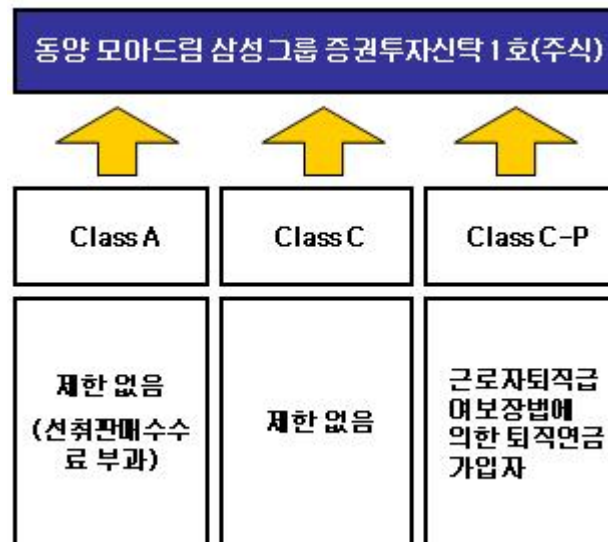 동양 모아드림 삼성그룹 증권투자신탁 1호(주식)
Class A
Class C
Class C-P
제한 없음
(선취판매수수
료 부과)
제한 없음
근로자퇴직급
여보장법에
의한 퇴직연금
가입자